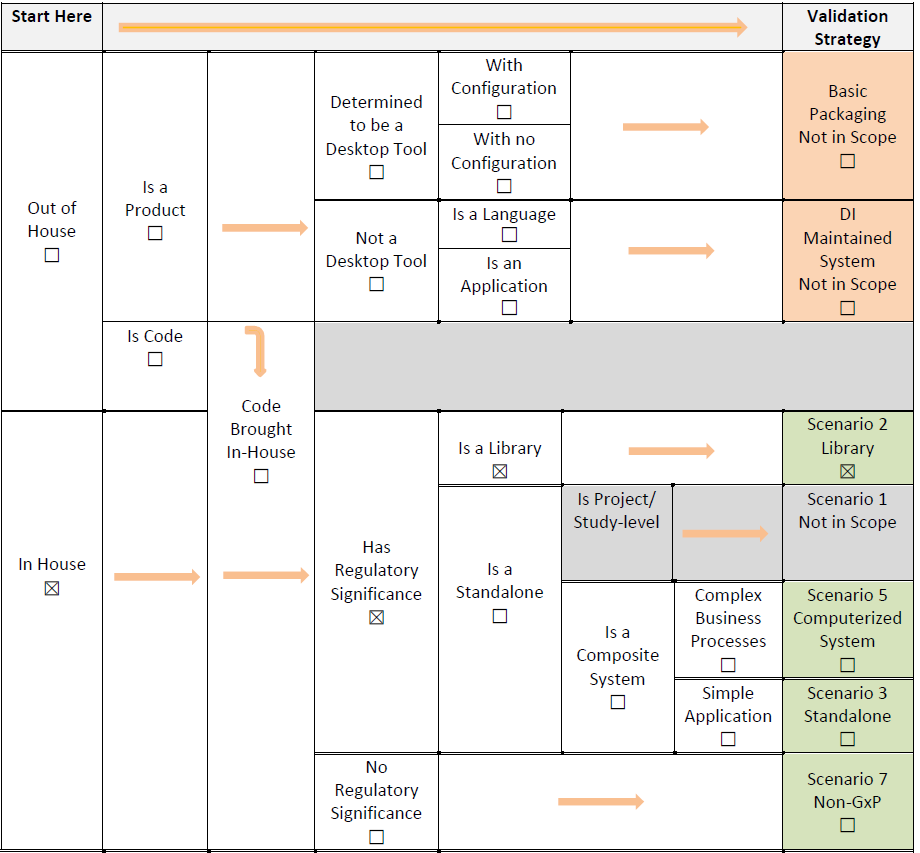 Start Here
Validation
Strategy
Out of
House
☐
Is a
Product
☐
Determined
to be a
Desktop Tool
☐
With
Configuration
☐
With no
Configuration
☐
Basic
Packaging
Not in Scope
☐
Not a
Desktop Tool
☐
Is a Language
☐
Is an
Application
☐
DI
Maintained
System
Not in Scope
☐
Is Code
☐
Code
Brought
In-House
☐
In House
☒
Has
Regulatory
Significance
☒
Is a Library
☒
Scenario 2
Library
☒
Is a
Standalone
☐
Is Project/
Study-level
Scenario 1
Not in Scope
Is a
Composite
System
☐
Complex
Business
Processes
☐
Scenario 5
Computerized
System
☐
Simple
Application
☐
Scenario 3
Standalone
☐
No
Regulatory
Significance
☐
Scenario 7
Non-GxP
☐